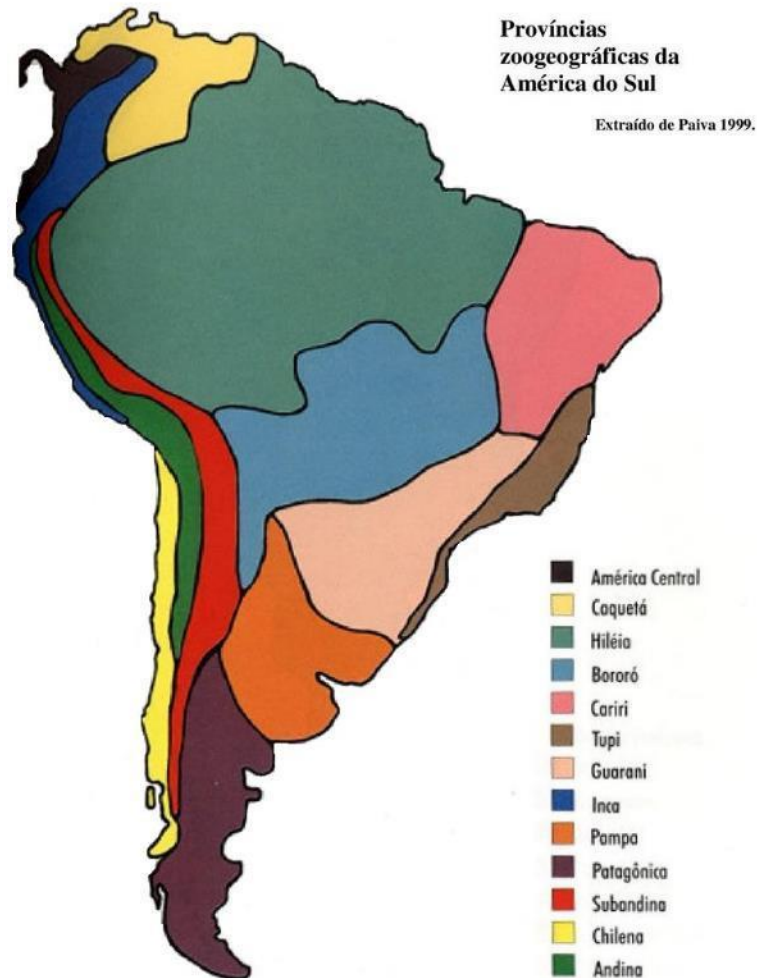 Províncias
zoogeográficas da
América do Sul
Extraído de Paiva 1999.
América Central
Caquetá
Hiléia
Bororó
Cariri
Tupi
Guarani
Inca
Pampa
Patagônica
Subandina
Chilena
Andina